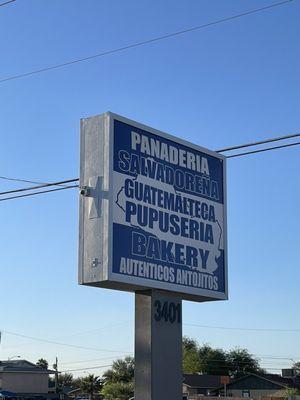 PANADERIA
SALVADOREÑA
GUATEMALTECA
PUPUSERIA
BAKERY
AUTENTICOS ANTOJITOS
3401